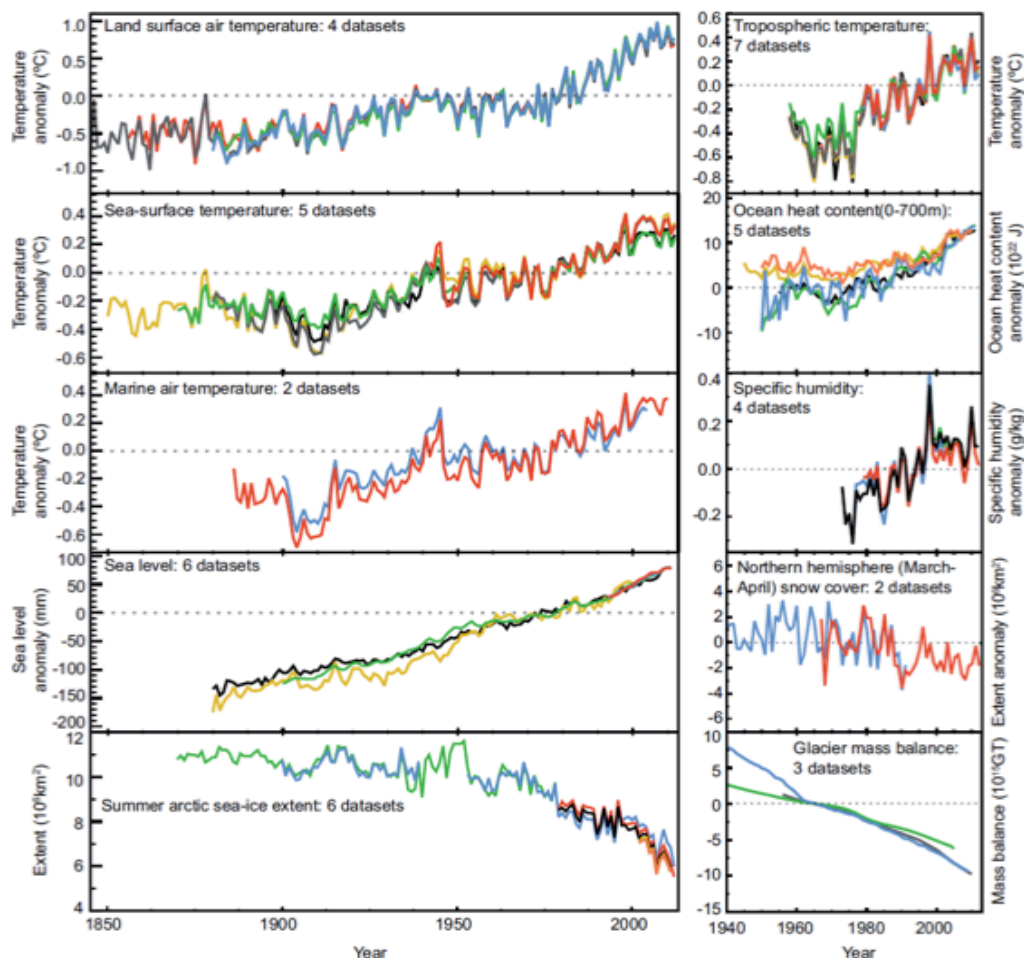 Land surface air temperature: 4 datasets
Temperature
anomaly (ºC)
1.0
0.5
0.0
-0.5
-1.0
Tropospheric temperature:
7 datasets
Temperature
anomaly (ºC)
0.6
0.4
0.2
0.0
-0.2
-0.4
-0.6
-0.8
Sea-surface temperature: 5 datasets
Temperature
anomaly (ºC)
0.4
0.2
0.0
-0.2
-0.4
-0.6
Ocean heat content(0-700m):
5 datasets
Ocean heat content
anomaly (10²² J)
20
10
0
-10
Marine air temperature: 2 datasets
Temperature
anomaly (ºC)
0.4
0.2
0.0
-0.2
-0.4
-0.6
Specific humidity:
4 datasets
Specific humidity
anomaly (g/kg)
0.4
0.2
0.0
-0.2
Sea level: 6 datasets
Sea level
anomaly (mm)
100
50
0
-50
-100
-150
-200
Northern hemisphere (March-
April) snow cover: 2 datasets
Extent anomaly (10⁶km²)
6
4
2
0
-2
-4
-6
Summer arctic sea-ice extent: 6 datasets
Extent (10⁶km²)
12
10
8
6
4
Glacier mass balance:
3 datasets
Mass balance (10¹⁵GT)
10
5
0
-5
-10
-15
1850
1900
1950
2000
Year
1940
1960
1980
2000
Year